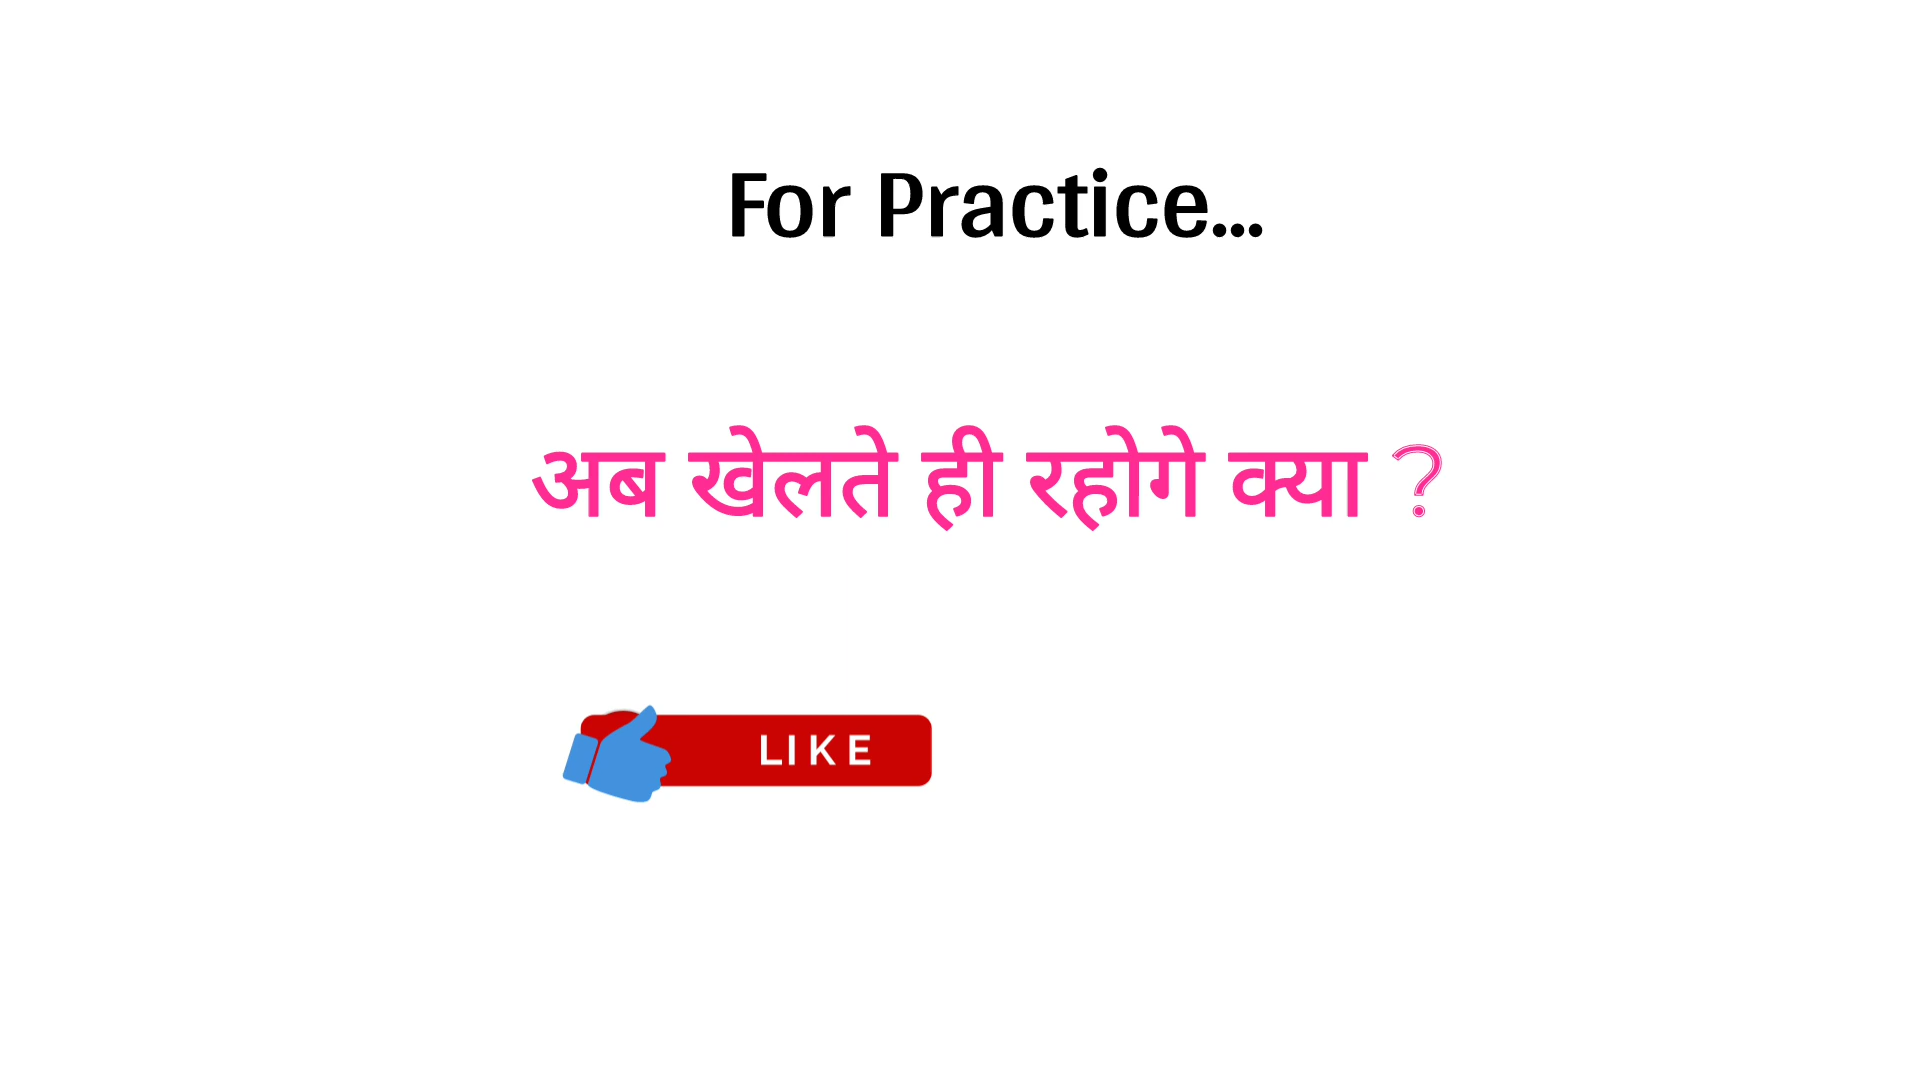 For Practice...
अब खेलते ही रहोगे क्या ?
LIKE